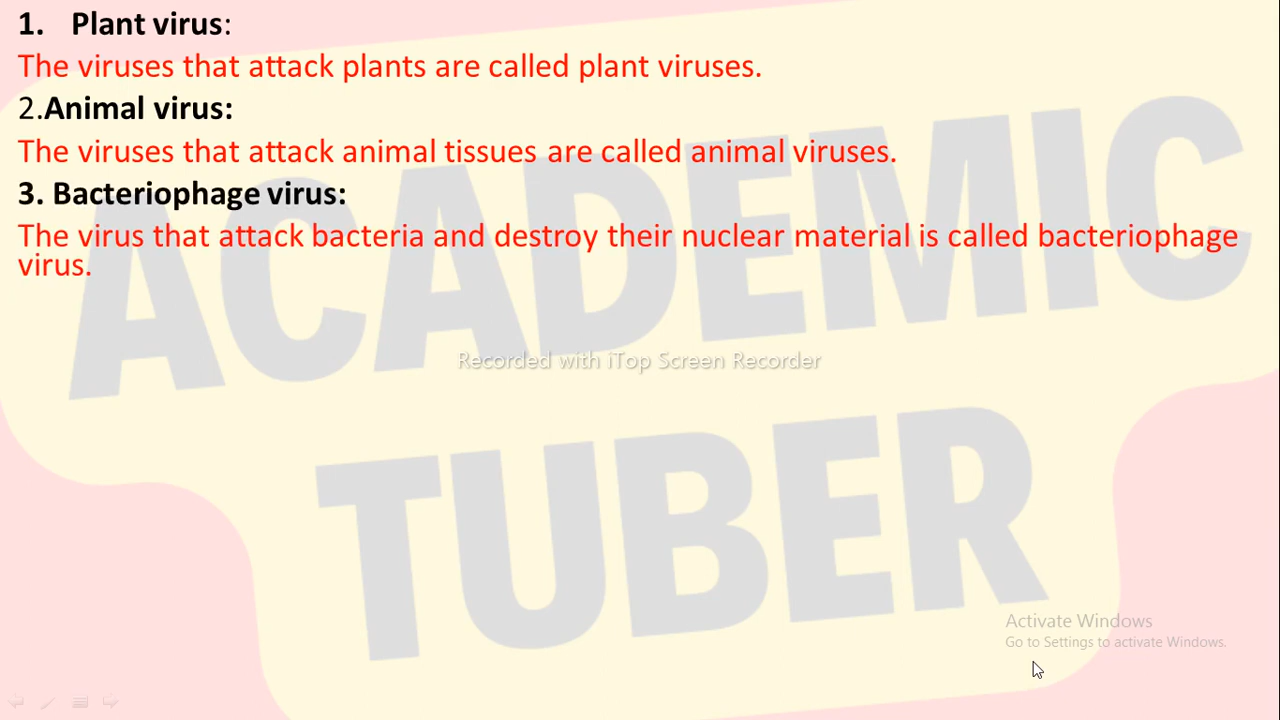 1. Plant virus:
The viruses that attack plants are called plant viruses.
2.Animal virus:
The viruses that attack animal tissues are called animal viruses.
3. Bacteriophage virus:
The virus that attack bacteria and destroy their nuclear material is called bacteriophage
virus.
ACADEMIC
Recorded with iTop Screen Recorder
TUBER
Activate Windows
Go to Settings to activate Windows.